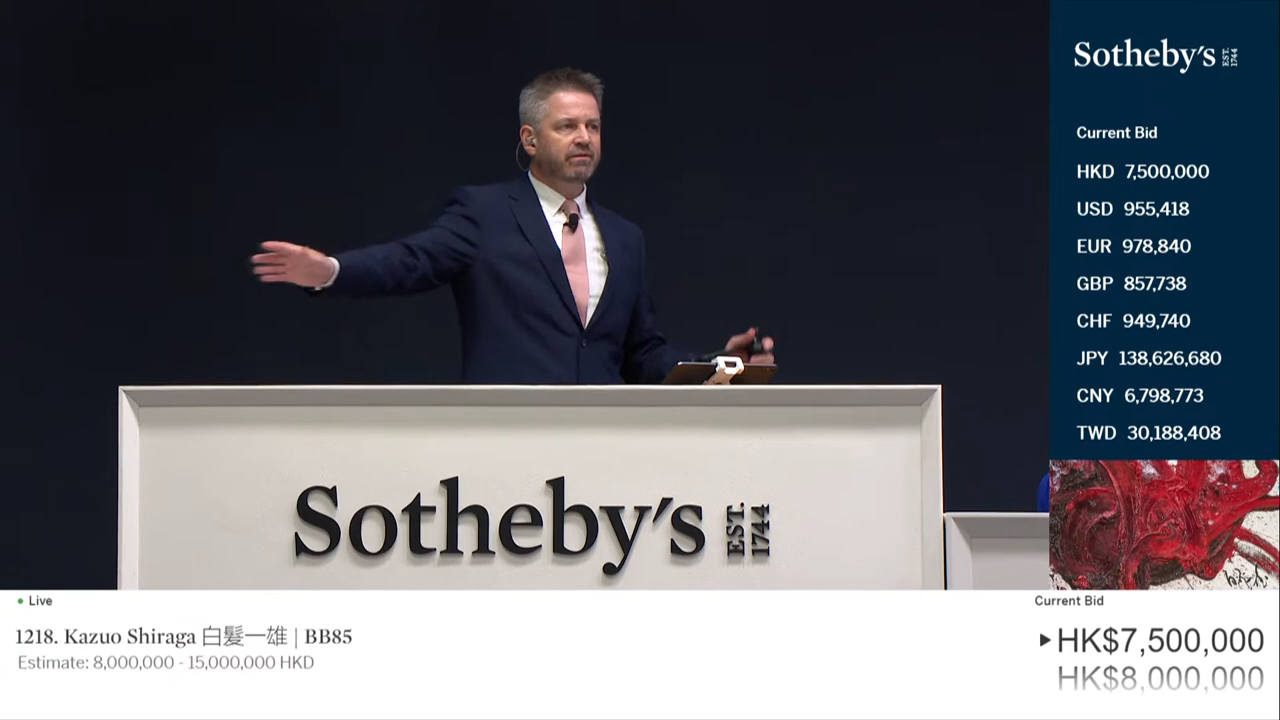 Sotheby's EST. 1744
Current Bid
HKD 7,500,000
USD 955,418
EUR 978,840
GBP 857,738
CHF 949,740
JPY 138,626,680
CNY 6,798,773
TWD 30,188,408
Sotheby's EST. 1744
Live
1218. Kazuo Shiraga 白髪一雄 | BB85
Estimate: 8,000,000 - 15,000,000 HKD
Current Bid
HK$7,500,000
HK$8,000,000